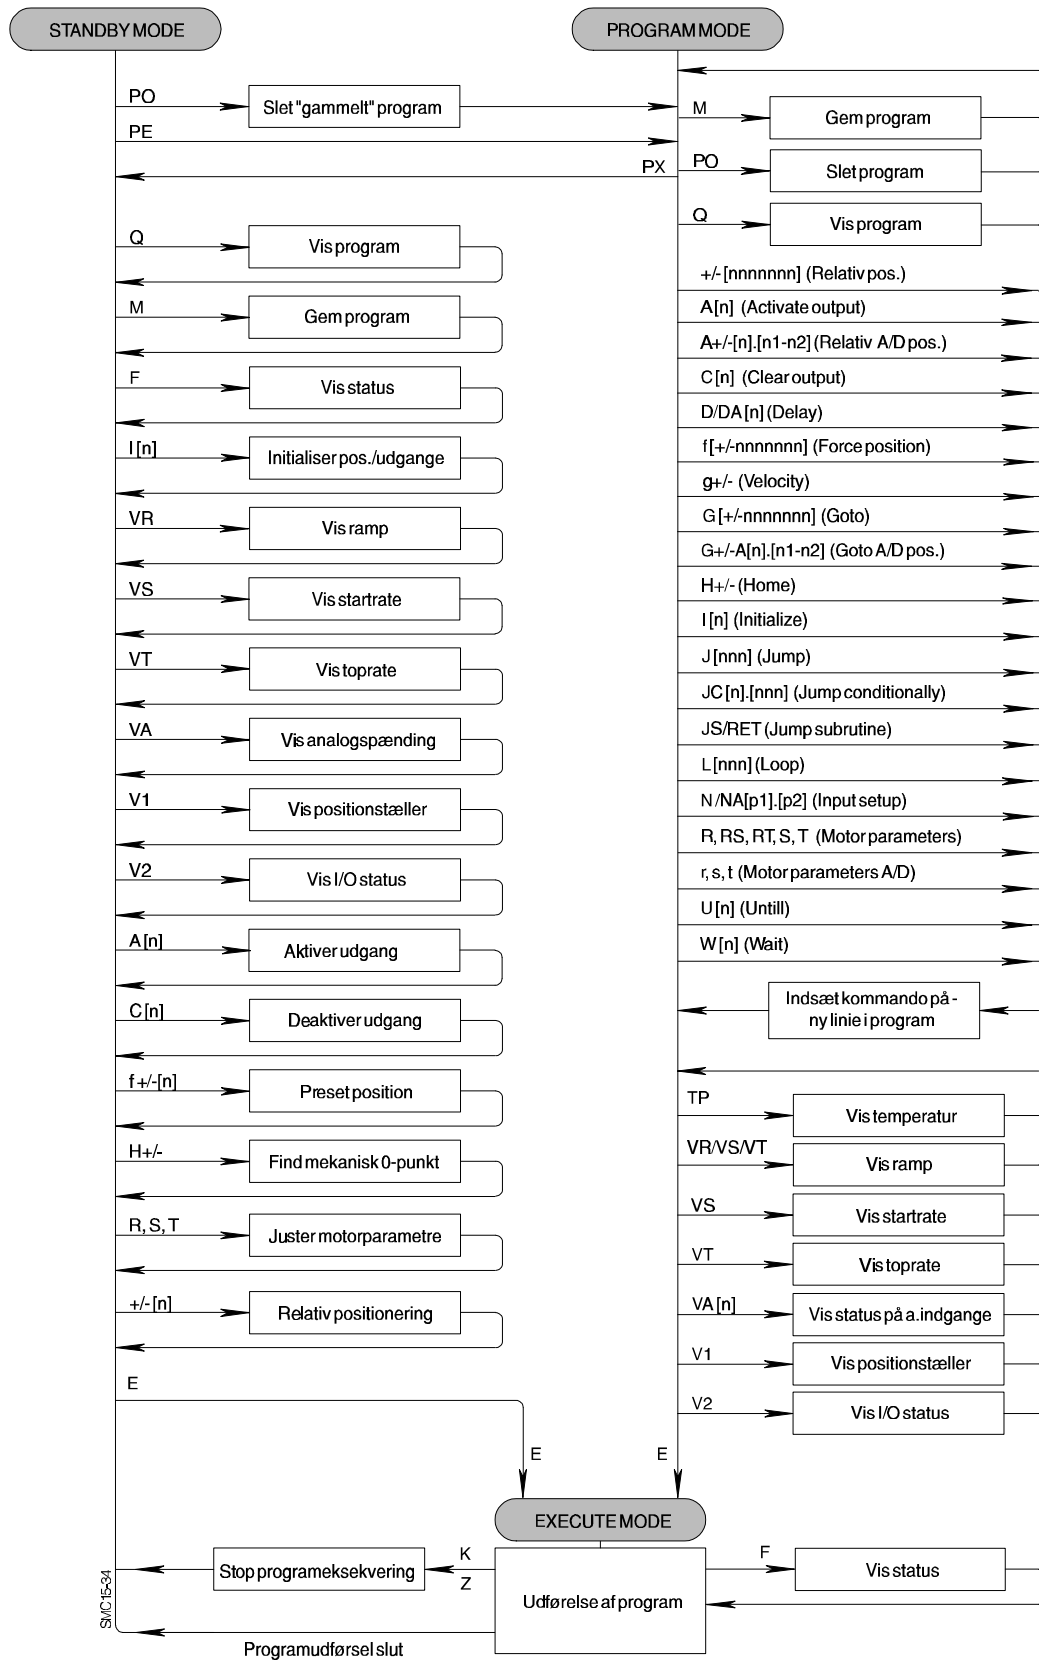 STANDBY MODE
PO
Slet "gammelt" program
PE
PX
Q
Vis program
M
Gem program
F
Vis status
I [n]
Initialiser pos./udgange
VR
Vis ramp
VS
Vis startrate
VT
Vis toprate
VA
Vis analogspænding
V1
Vis positionstæller
V2
Vis I/O status
A [n]
Aktiver udgang
C [n]
Deaktiver udgang
f +/-[n]
Preset position
H+/-
Find mekanisk 0-punkt
R, S, T
Juster motorparametre
+/- [n]
Relativ positionering
E
E
PROGRAM MODE
M
Gem program
PO
Slet program
Q
Vis program
+/- [nnnnnnn] (Relativ pos.)
A [n] (Activate output)
A+/-[n].[n1-n2] (Relativ A/D pos.)
C [n] (Clear output)
D/DA [n] (Delay)
f [+/-nnnnnnn] (Force position)
g+/- (Velocity)
G [+/-nnnnnnn] (Goto)
G+/-A[n].[n1-n2] (Goto A/D pos.)
H+/- (Home)
I [n] (Initialize)
J [nnn] (Jump)
JC [n].[nnn] (Jump conditionally)
JS/RET (Jump subrutine)
L [nnn] (Loop)
N /NA[p1].[p2] (Input setup)
R, RS, RT, S, T (Motor parameters)
r, s, t (Motor parameters A/D)
U [n] (Untill)
W [n] (Wait)
Indsæt kommando på -
ny linie i program
TP
Vis temperatur
VR/VS/VT
Vis ramp
VS
Vis startrate
VT
Vis toprate
VA [n]
Vis status på a.indgange
V1
Vis positionstæller
V2
Vis I/O status
E
EXECUTE MODE
Udførelse af program
K
Z
Stop programeksekvering
F
Vis status
Programudførsel slut
SMC15-34